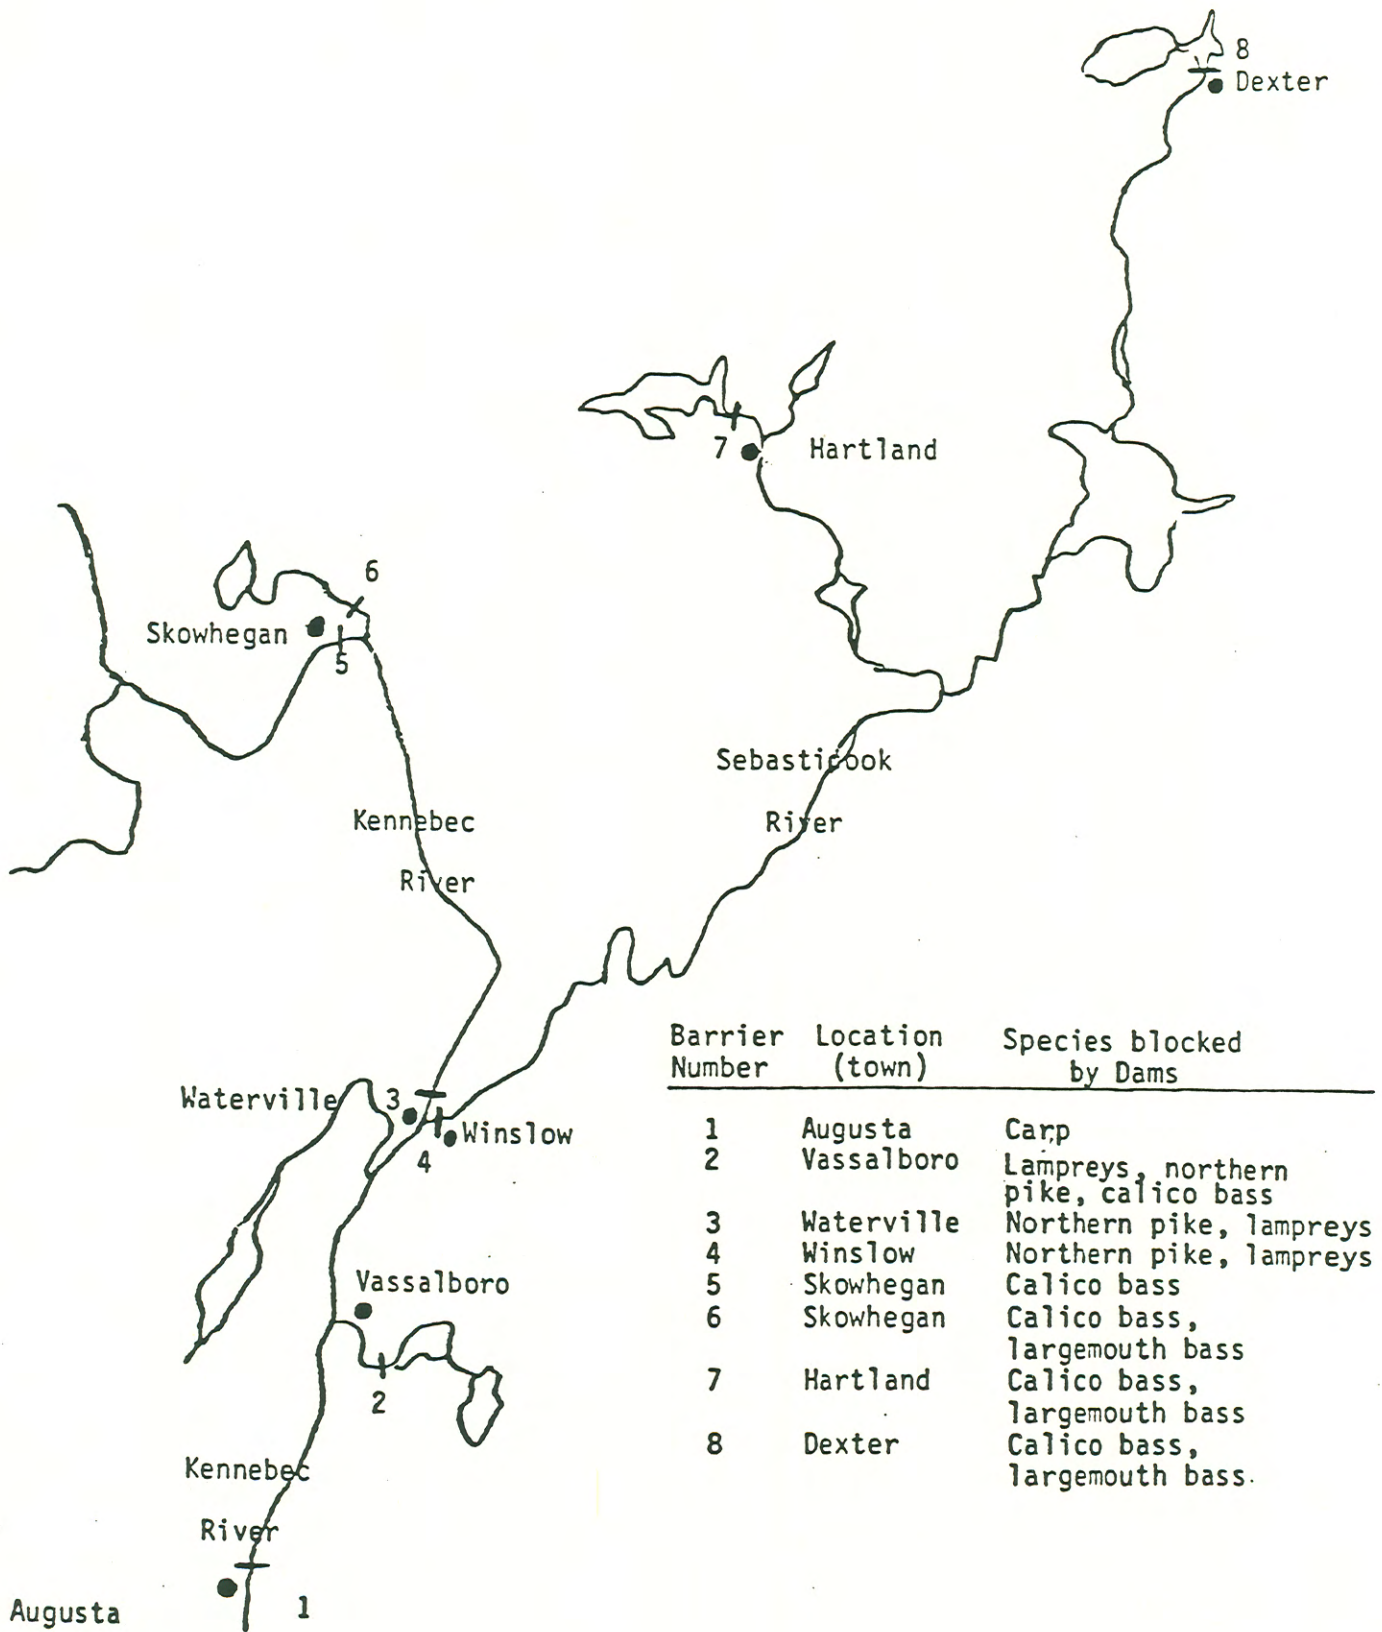 8
Dexter
7
Hartland
6
Skowhegan
5
Sebasticook
River
Kennebec
River
Waterville
3
Winslow
4
Vassalboro
2
Kennebec
River
Augusta
1
Barrier Location Species blocked
Number (town) by Dams
1 Augusta Carp
2 Vassalboro Lampreys, northern
pike, calico bass
3 Waterville Northern pike, lampreys
4 Winslow Northern pike, lampreys
5 Skowhegan Calico bass
6 Skowhegan Calico bass,
largemouth bass
7 Hartland Calico bass,
largemouth bass
8 Dexter Calico bass,
largemouth bass.